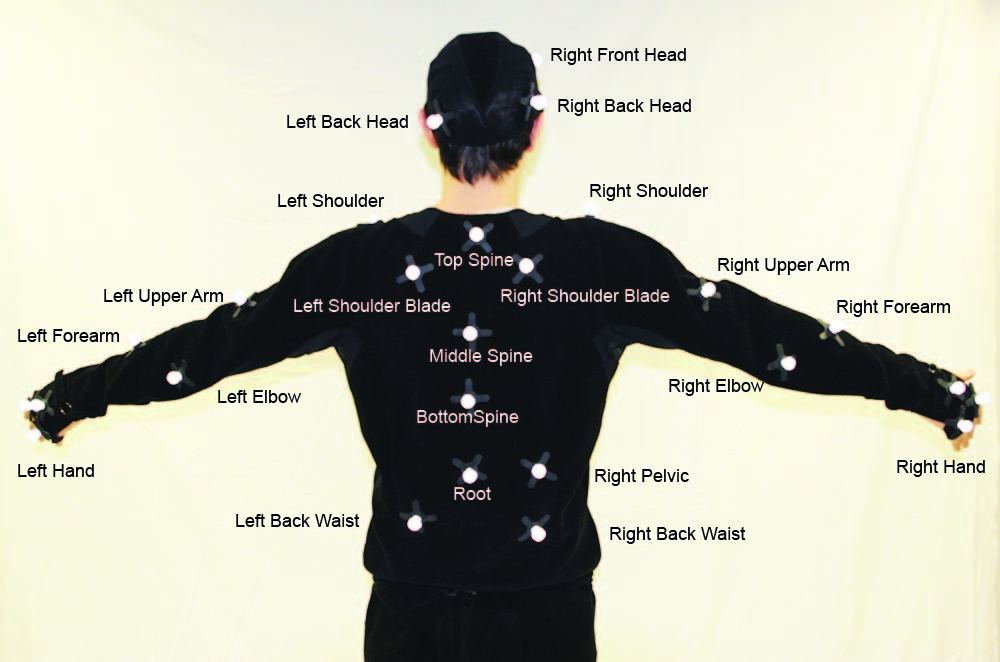 Right Front Head
Right Back Head
Left Back Head
Right Shoulder
Left Shoulder
Top Spine
Right Upper Arm
Left Upper Arm
Right Shoulder Blade
Left Shoulder Blade
Right Forearm
Left Forearm
Middle Spine
Right Elbow
Left Elbow
BottomSpine
Right Hand
Left Hand
Right Pelvic
Root
Left Back Waist
Right Back Waist